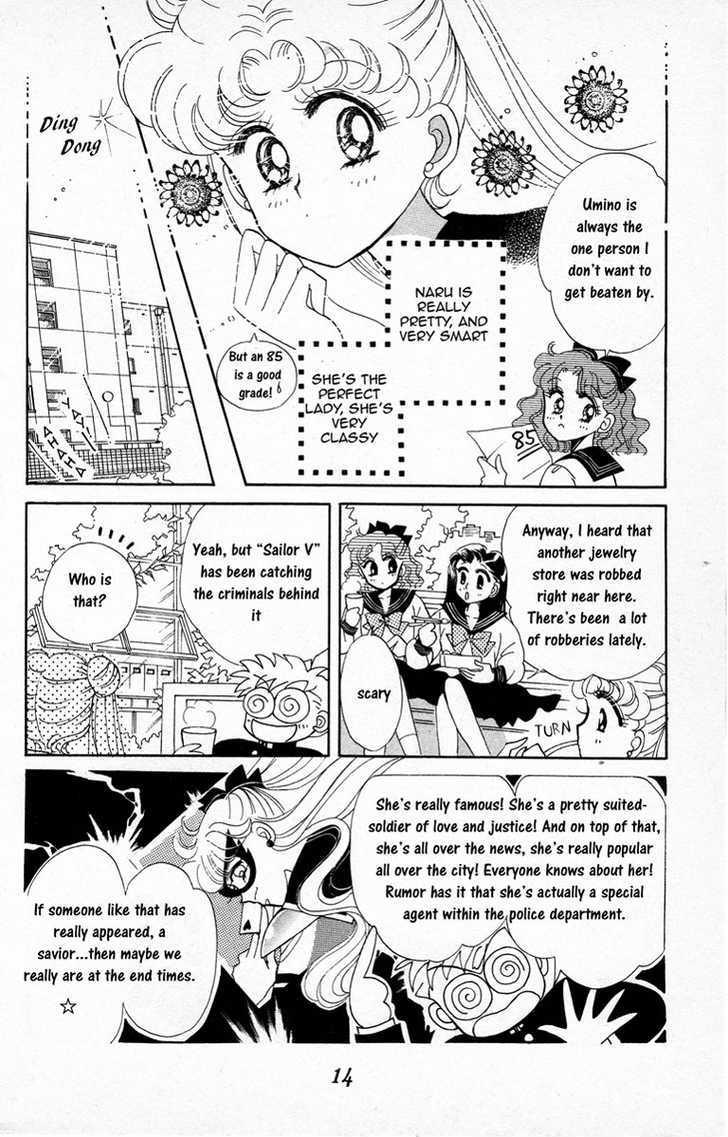 Umino is
always the
one person I
don't want to
get beaten by.
85
NARU IS
REALLY
PRETTY, AND
VERY SMART
SHE'S THE
PERFECT
LADY, SHE'S
VERY
CLASSY
But an 85
is a good
grade!
Ding
Dong
YAY
AHAHA
Anyway, I heard that
another jewelry
store was robbed
right near here.
There's been a lot
of robberies lately.
scary
TURN
Yeah, but "Sailor V"
has been catching
the criminals behind
it
Who is
that?
She's really famous! She's a pretty suited-
soldier of love and justice! And on top of that,
she's all over the news, she's really popular
all over the city! Everyone knows about her!
Rumor has it that she's actually a special
agent within the police department.
If someone like that has
really appeared, a
savior...then maybe we
really are at the end times.
☆
14